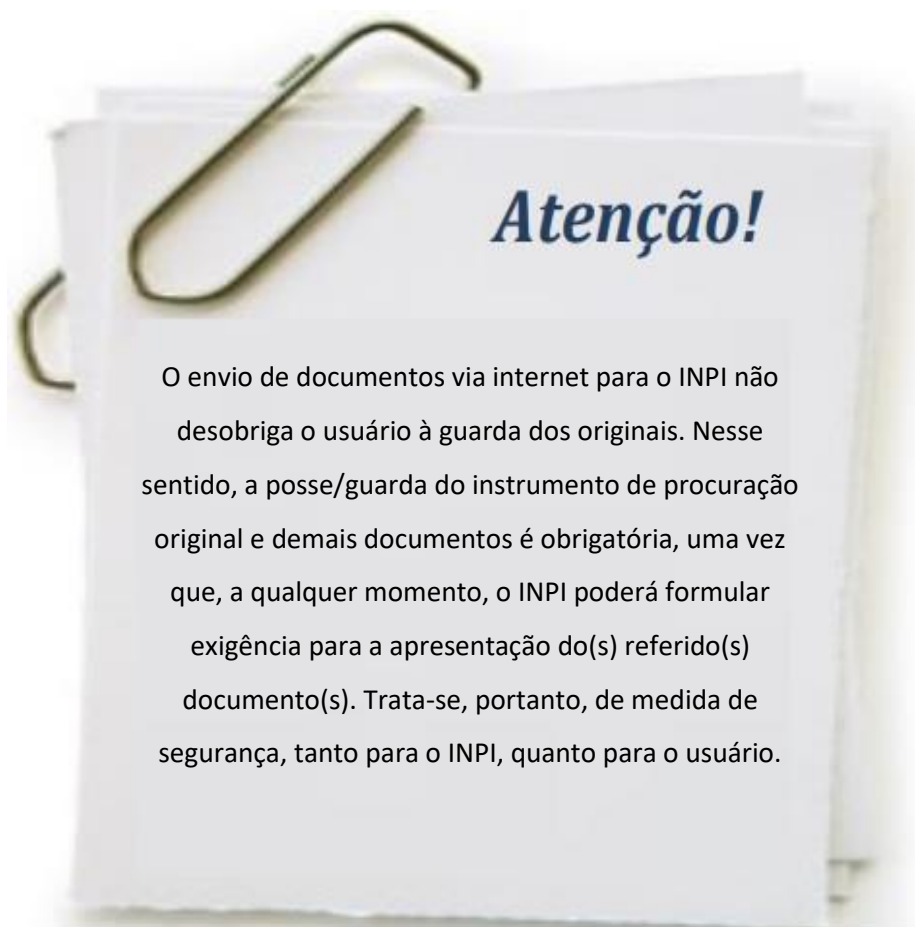 Atenção!
O envio de documentos via internet para o INPI não
desobriga o usuário à guarda dos originais. Nesse
sentido, a posse/guarda do instrumento de procuração
original e demais documentos é obrigatória, uma vez
que, a qualquer momento, o INPI poderá formular
exigência para a apresentação do(s) referido(s)
documento(s). Trata-se, portanto, de medida de
segurança, tanto para o INPI, quanto para o usuário.